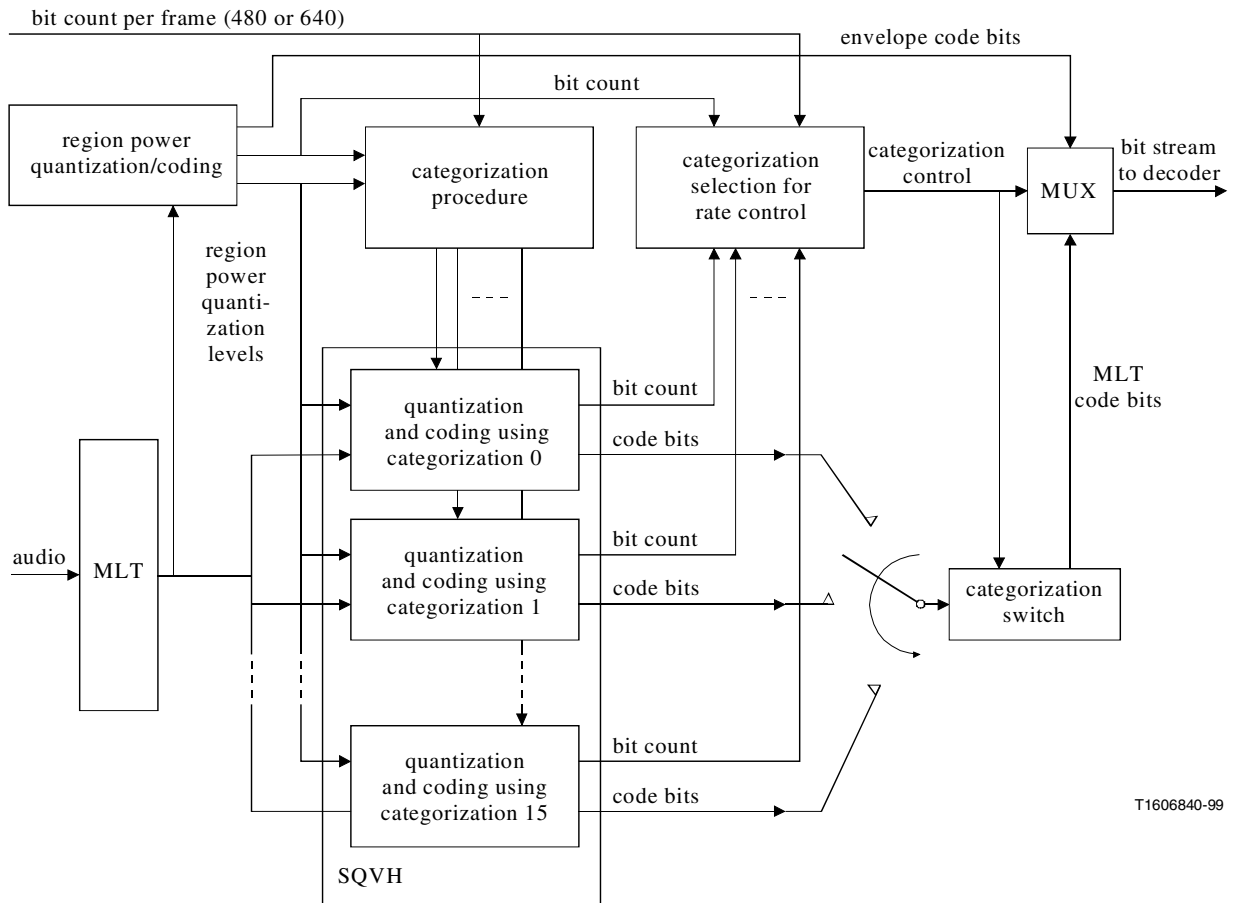 bit count per frame (480 or 640)
envelope code bits
bit count
region power
quantization/coding
categorization
procedure
categorization
selection for
rate control
categorization
control
MUX
bit stream
to decoder
region
power
quanti-
zation
levels
quantization
and coding using
categorization 0
bit count
code bits
MLT
code bits
audio
MLT
quantization
and coding using
categorization 1
bit count
code bits
categorization
switch
quantization
and coding using
categorization 15
bit count
code bits
SQVH
T1606840-99